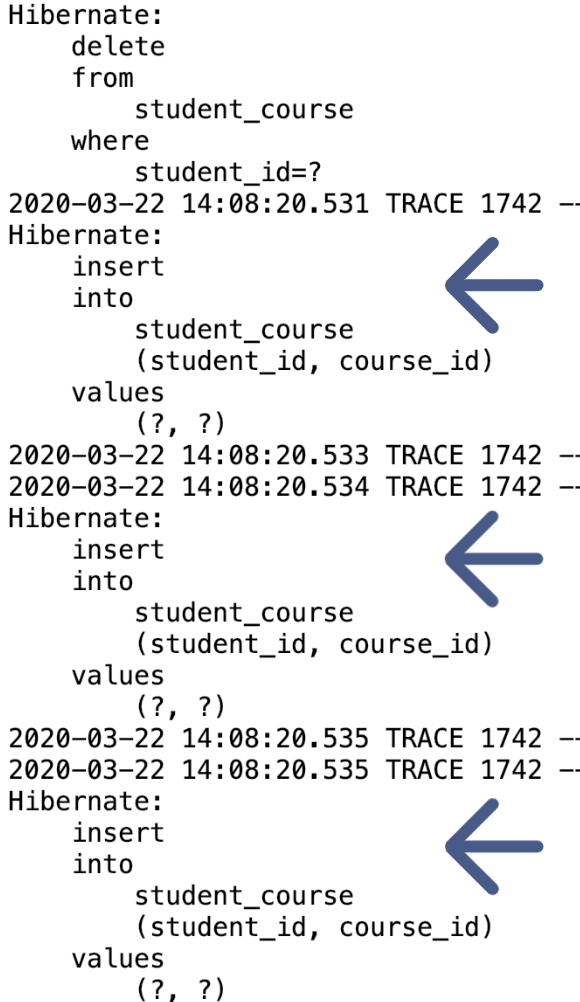 Hibernate:
    delete
    from
        student_course
    where
        student_id=?
2020-03-22 14:08:20.531 TRACE 1742 --
Hibernate:
    insert
    into
        student_course
        (student_id, course_id)
    values
        (?, ?)
2020-03-22 14:08:20.533 TRACE 1742 --
2020-03-22 14:08:20.534 TRACE 1742 --
Hibernate:
    insert
    into
        student_course
        (student_id, course_id)
    values
        (?, ?)
2020-03-22 14:08:20.535 TRACE 1742 --
2020-03-22 14:08:20.535 TRACE 1742 --
Hibernate:
    insert
    into
        student_course
        (student_id, course_id)
    values
        (?, ?)